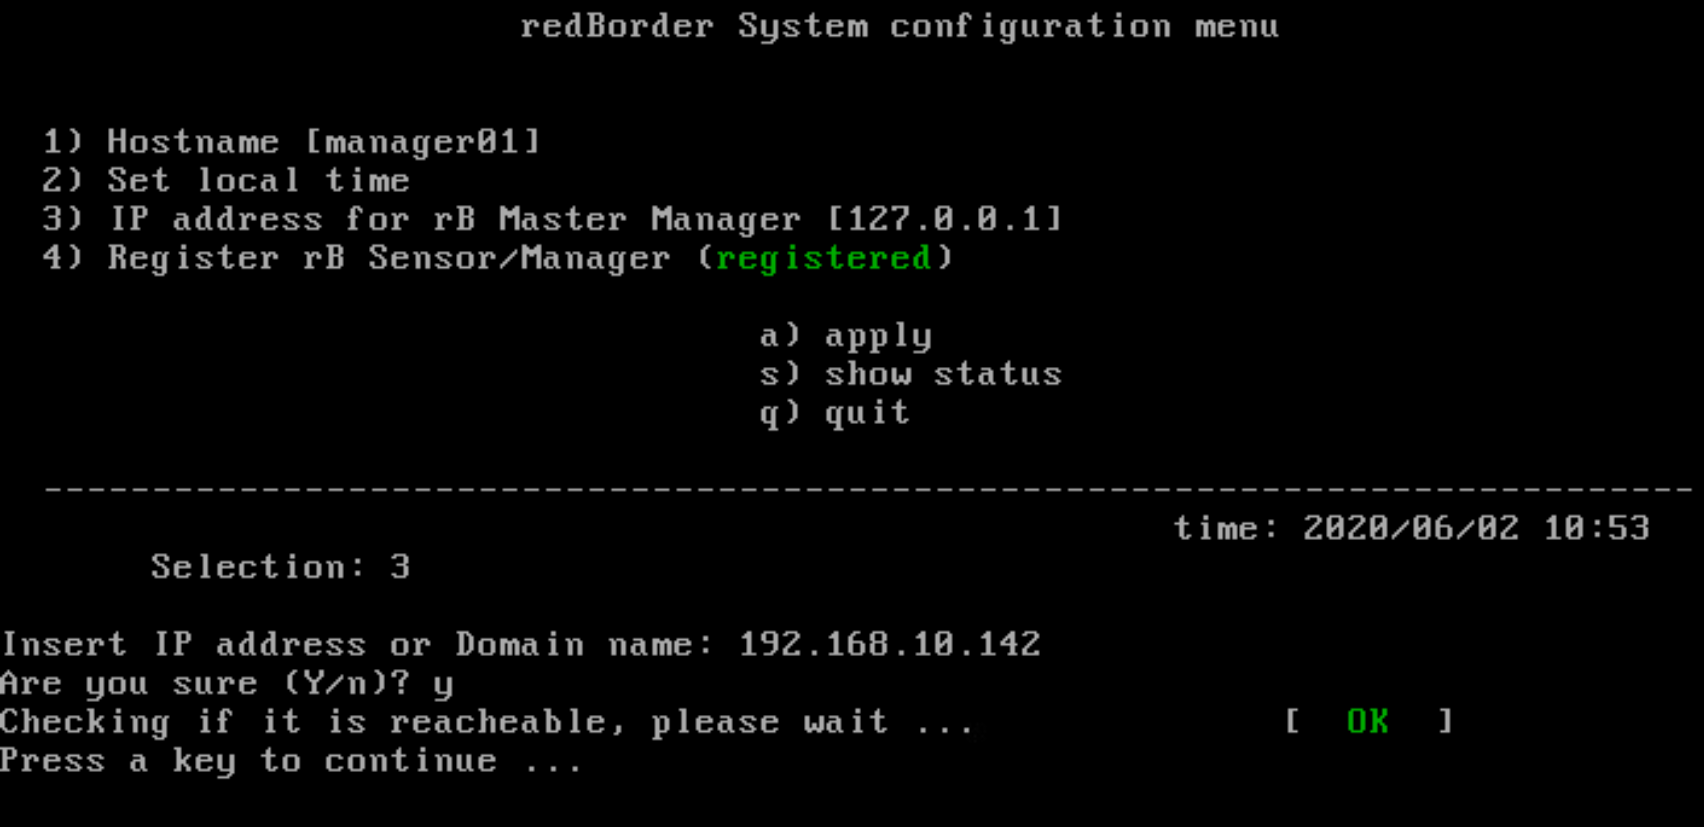 redBorder System configuration menu
1) Hostname [manager01]
2) Set local time
3) IP address for rB Master Manager [127.0.0.1]
4) Register rB Sensor/Manager (registered)
a) apply
s) show status
q) quit
----------------------------------------------------------------------------
time: 2020/06/02 10:53
Selection: 3
Insert IP address or Domain name: 192.168.10.142
Are you sure (Y/n)? y
Checking if it is reacheable, please wait ... [ OK ]
Press a key to continue ...